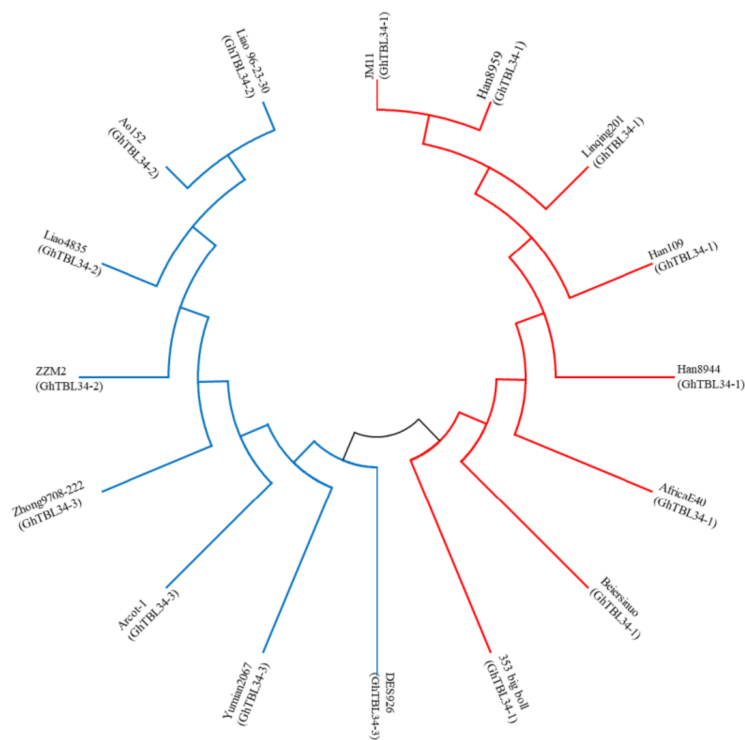 JM11
(GhTBL34-1)
Han8959
(GhTBL34-1)
Linqing201
(GhTBL34-1)
Han109
(GhTBL34-1)
Han8944
(GhTBL34-1)
AfricaE40
(GhTBL34-1)
Beiersinuo
(GhTBL34-1)
353 big boll
(GhTBL34-1)
DES926
(GhTBL34-3)
Yumian2067
(GhTBL34-3)
Arcot-1
(GhTBL34-3)
Zhong9708-222
(GhTBL34-3)
ZZM2
(GhTBL34-2)
Liao4835
(GhTBL34-2)
Ao152
(GhTBL34-2)
Liao 96-23-30
(GhTBL34-2)